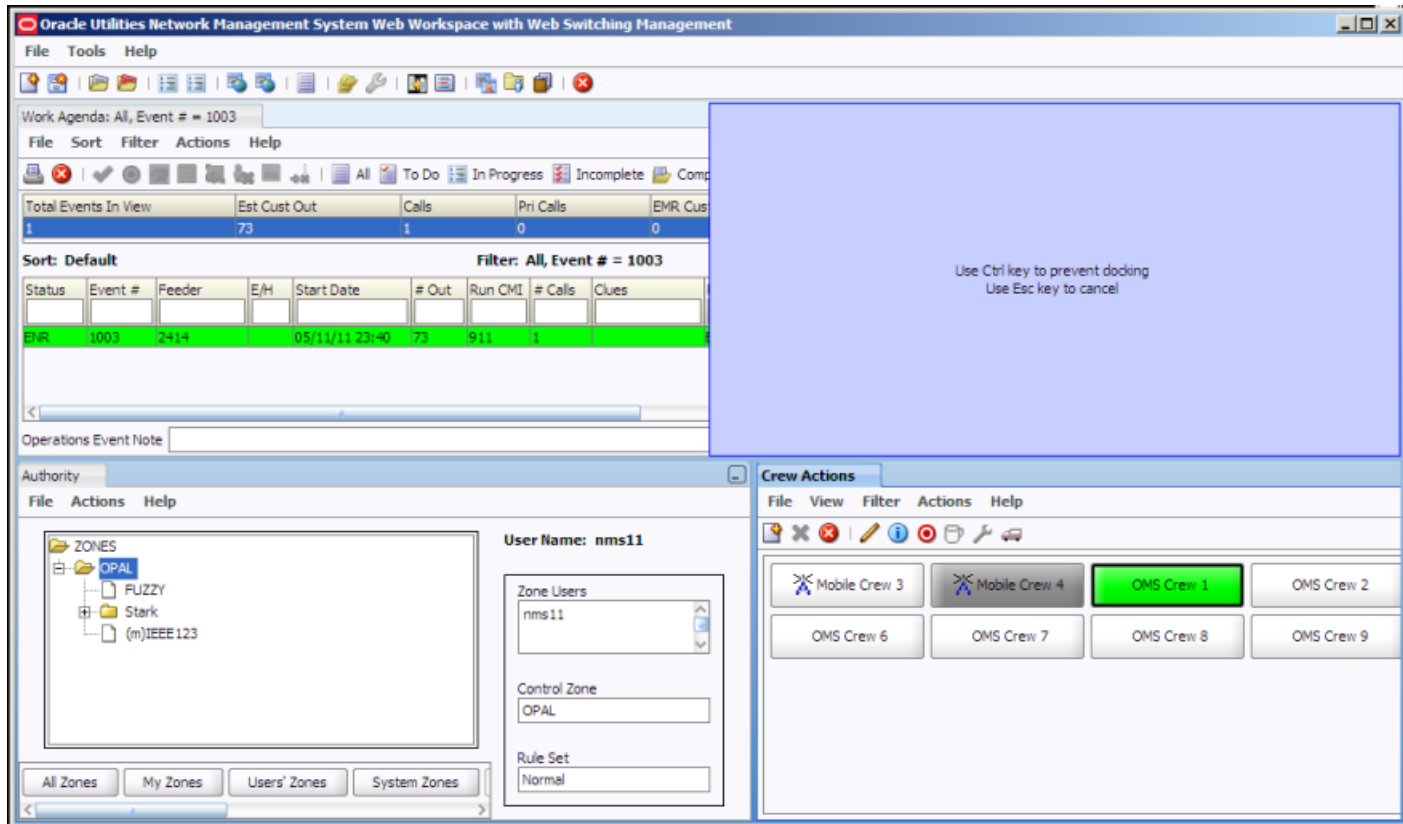 Oracle Utilities Network Management System Web Workspace with Web Switching Management
File Tools Help
Work Agenda: All, Event # = 1003
File Sort Filter Actions Help
All To Do In Progress Incomplete Comp
Total Events In View Est Cust Out Calls Pri Calls EMR Cus
1 73 1 0 0
Sort: Default Filter: All, Event # = 1003
Status Event # Feeder E/H Start Date # Out Run CMI # Calls Clues
ENR 1003 2414 05/11/11 23:40 73 911 1
Operations Event Note
Use Ctrl key to prevent docking
Use Esc key to cancel
Authority
File Actions Help
ZONES
OPAL
FUZZY
Stark
(m)IEEE123
User Name: nms11
Zone Users
nms11
Control Zone
OPAL
Rule Set
Normal
All Zones My Zones Users' Zones System Zones
Crew Actions
File View Filter Actions Help
Mobile Crew 3 Mobile Crew 4 OMS Crew 1 OMS Crew 2
OMS Crew 6 OMS Crew 7 OMS Crew 8 OMS Crew 9